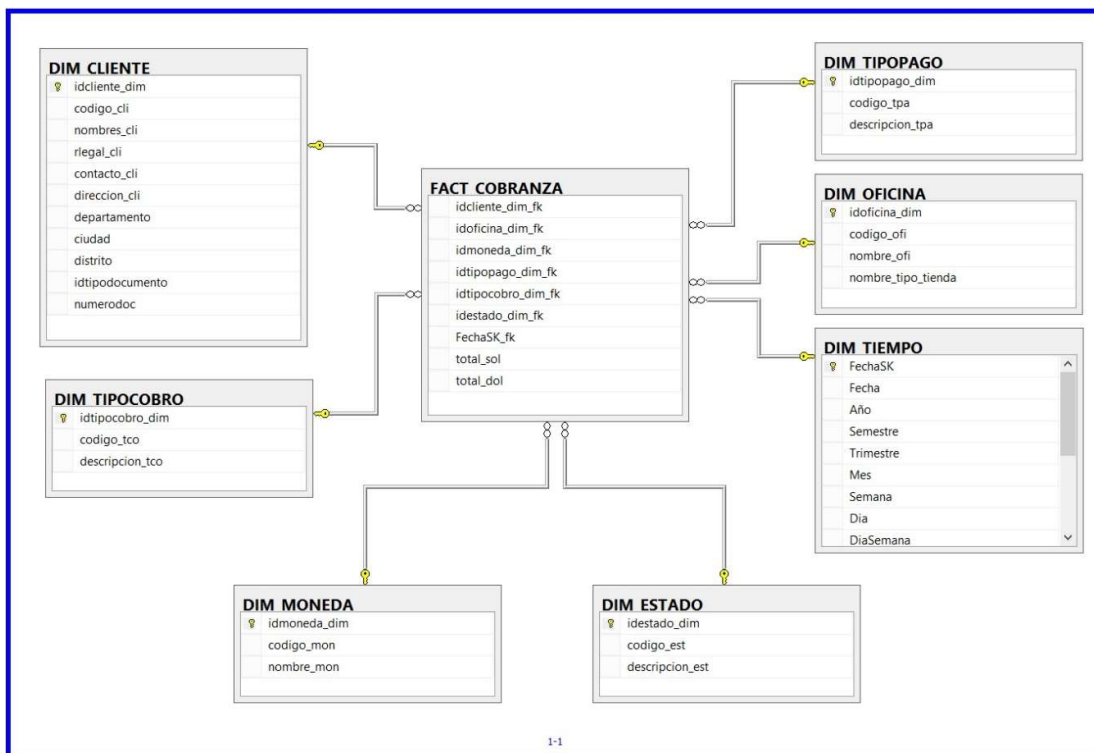 DIM CLIENTE
idcliente_dim
codigo_cli
nombres_cli
rlegal_cli
contacto_cli
direccion_cli
departamento
ciudad
distrito
idtipodocumento
numerodoc
DIM TIPOCOBRO
idtipocobro_dim
codigo_tco
descripcion_tco
FACT COBRANZA
idcliente_dim_fk
idoficina_dim_fk
idmoneda_dim_fk
idtipopago_dim_fk
idtipocobro_dim_fk
idestado_dim_fk
FechaSK_fk
total_sol
total_dol
DIM TIPOPAGO
idtipopago_dim
codigo_tpa
descripcion_tpa
DIM OFICINA
idoficina_dim
codigo_ofi
nombre_ofi
nombre_tipo_tienda
DIM TIEMPO
FechaSK
Fecha
Año
Semestre
Trimestre
Mes
Semana
Dia
DiaSemana
DIM MONEDA
idmoneda_dim
codigo_mon
nombre_mon
DIM ESTADO
idestado_dim
codigo_est
descripcion_est
1-1